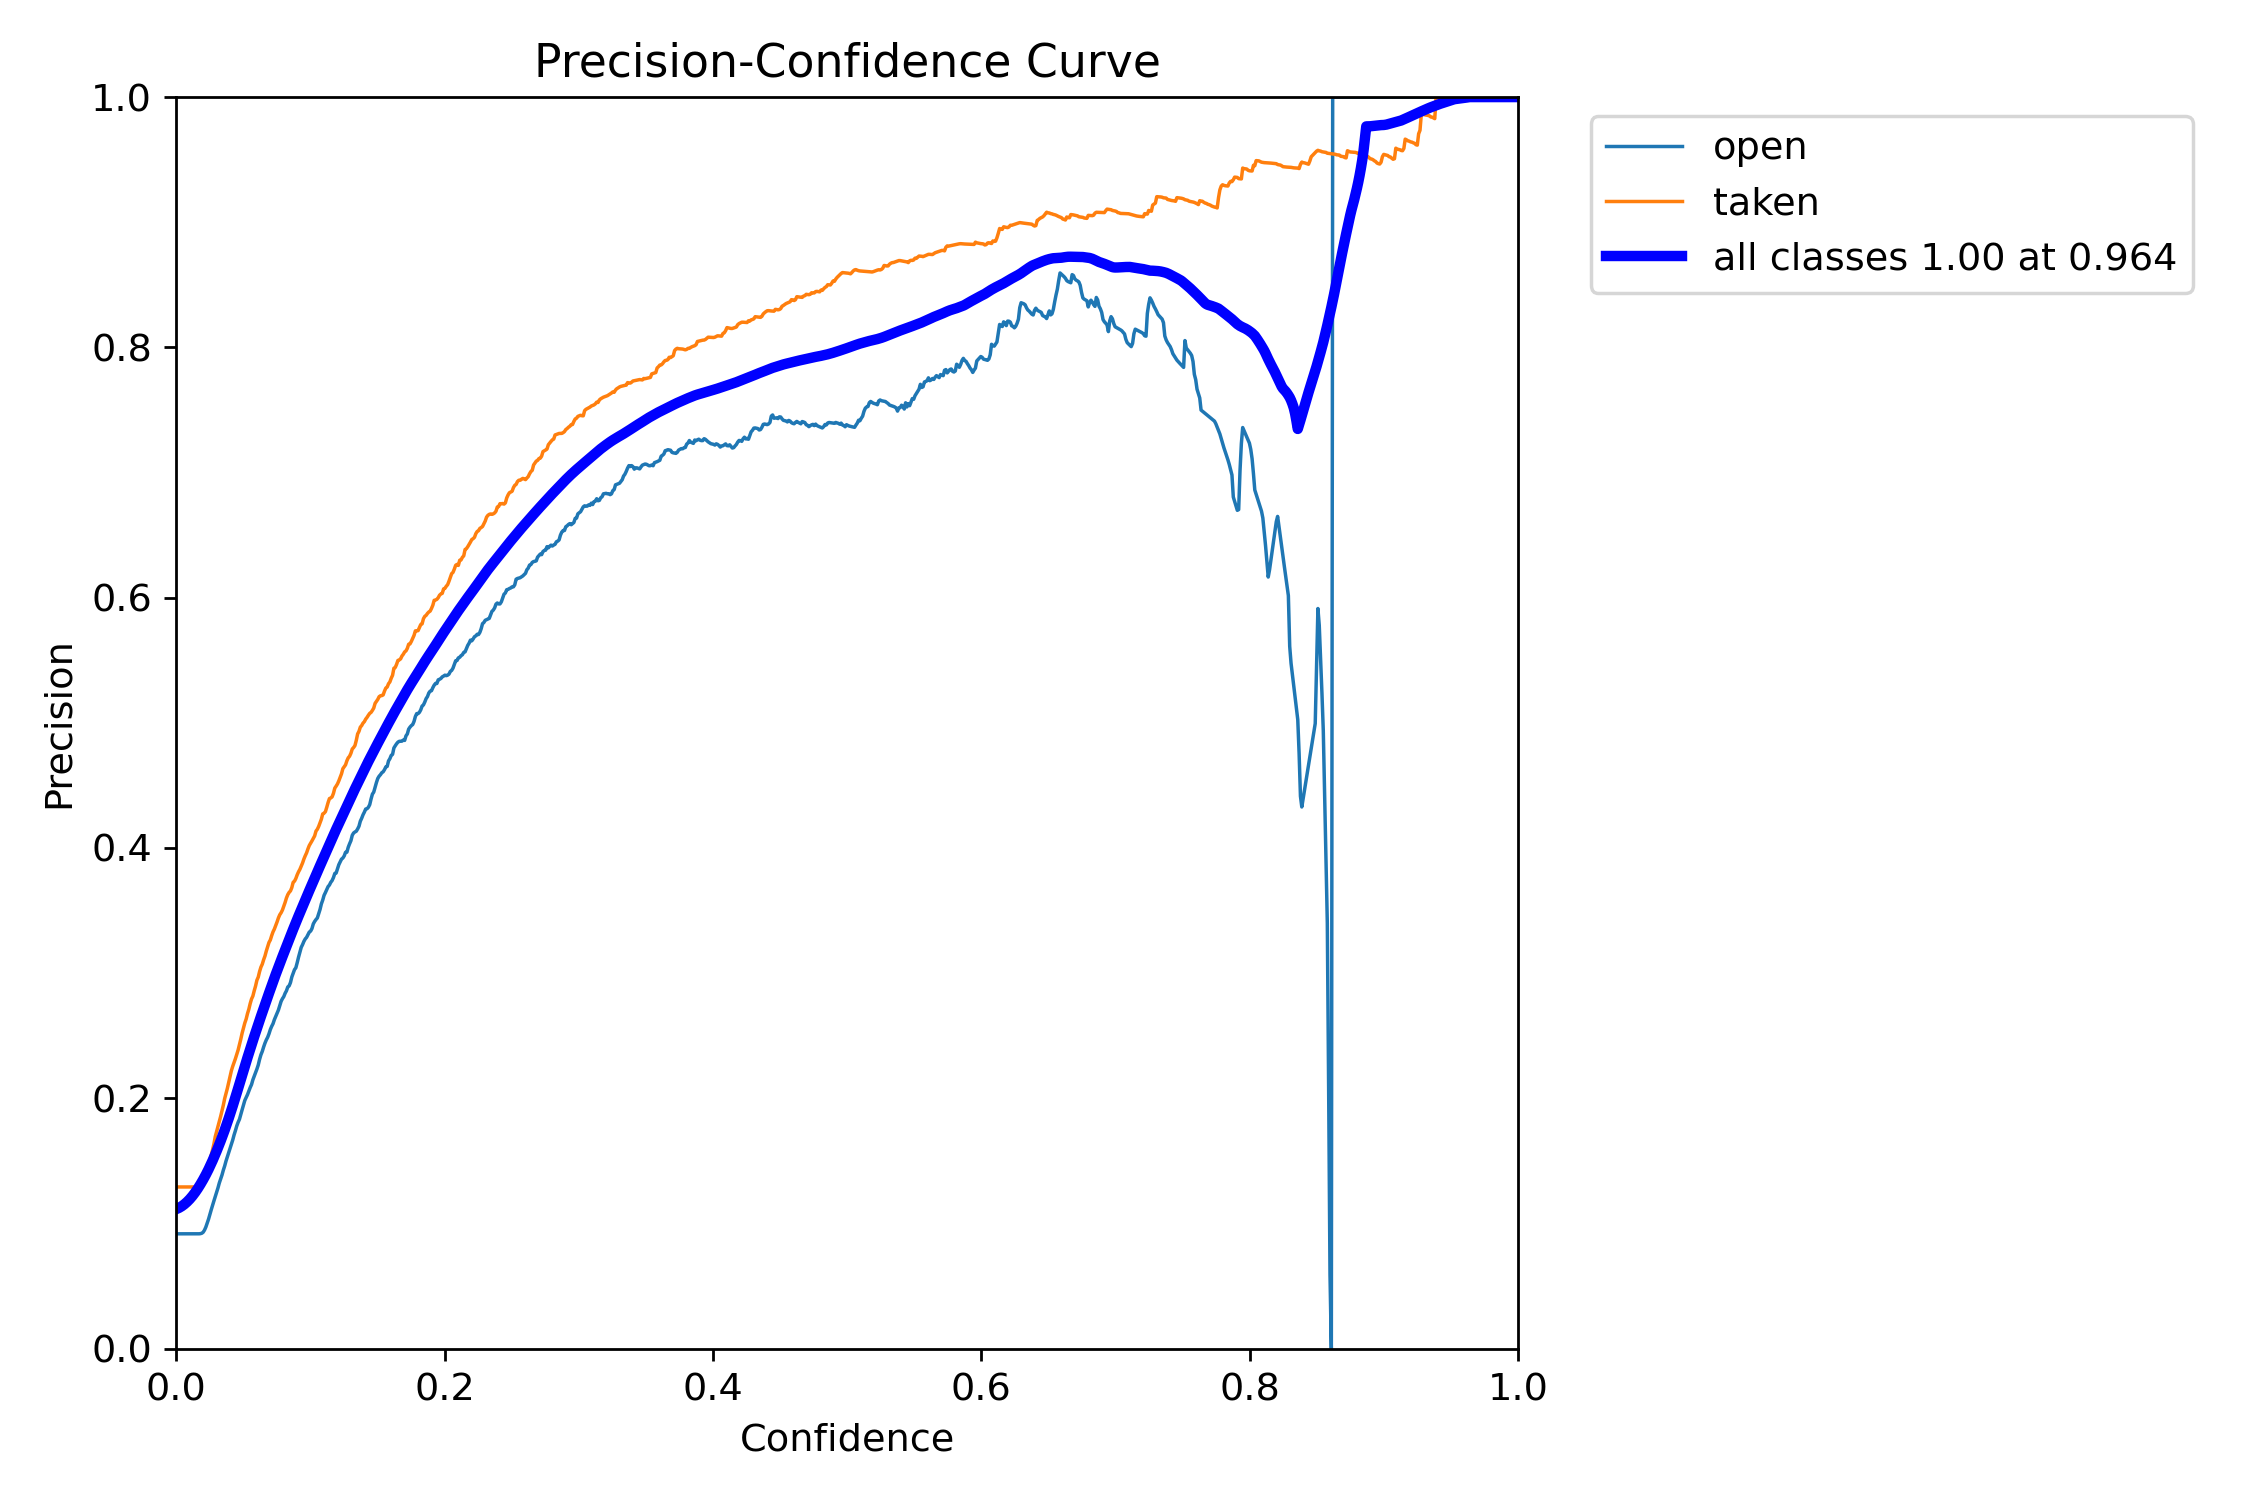 Precision-Confidence Curve
1.0
0.8
0.6
0.4
0.2
0.0
Precision
0.0 0.2 0.4 0.6 0.8 1.0
Confidence
open
taken
all classes 1.00 at 0.964